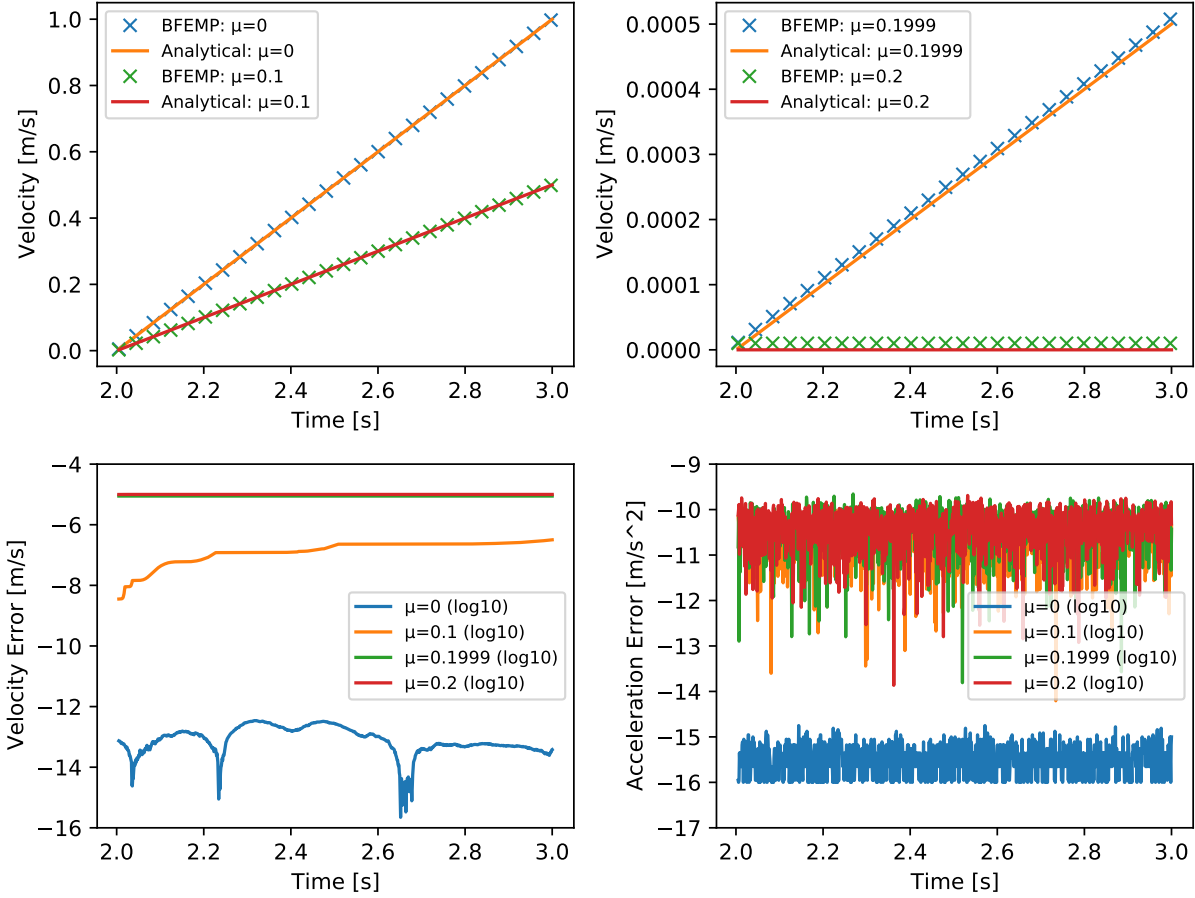 BFEMP: μ=0
Analytical: μ=0
BFEMP: μ=0.1
Analytical: μ=0.1
1.0
0.8
0.6
0.4
0.2
0.0
Velocity [m/s]
2.0 2.2 2.4 2.6 2.8 3.0
Time [s]
BFEMP: μ=0.1999
Analytical: μ=0.1999
BFEMP: μ=0.2
Analytical: μ=0.2
0.0005
0.0004
0.0003
0.0002
0.0001
0.0000
Velocity [m/s]
2.0 2.2 2.4 2.6 2.8 3.0
Time [s]
−4
−6
−8
−10
−12
−14
−16
Velocity Error [m/s]
μ=0 (log10)
μ=0.1 (log10)
μ=0.1999 (log10)
μ=0.2 (log10)
2.0 2.2 2.4 2.6 2.8 3.0
Time [s]
−9
−10
−11
−12
−13
−14
−15
−16
−17
Acceleration Error [m/s^2]
μ=0 (log10)
μ=0.1 (log10)
μ=0.1999 (log10)
μ=0.2 (log10)
2.0 2.2 2.4 2.6 2.8 3.0
Time [s]